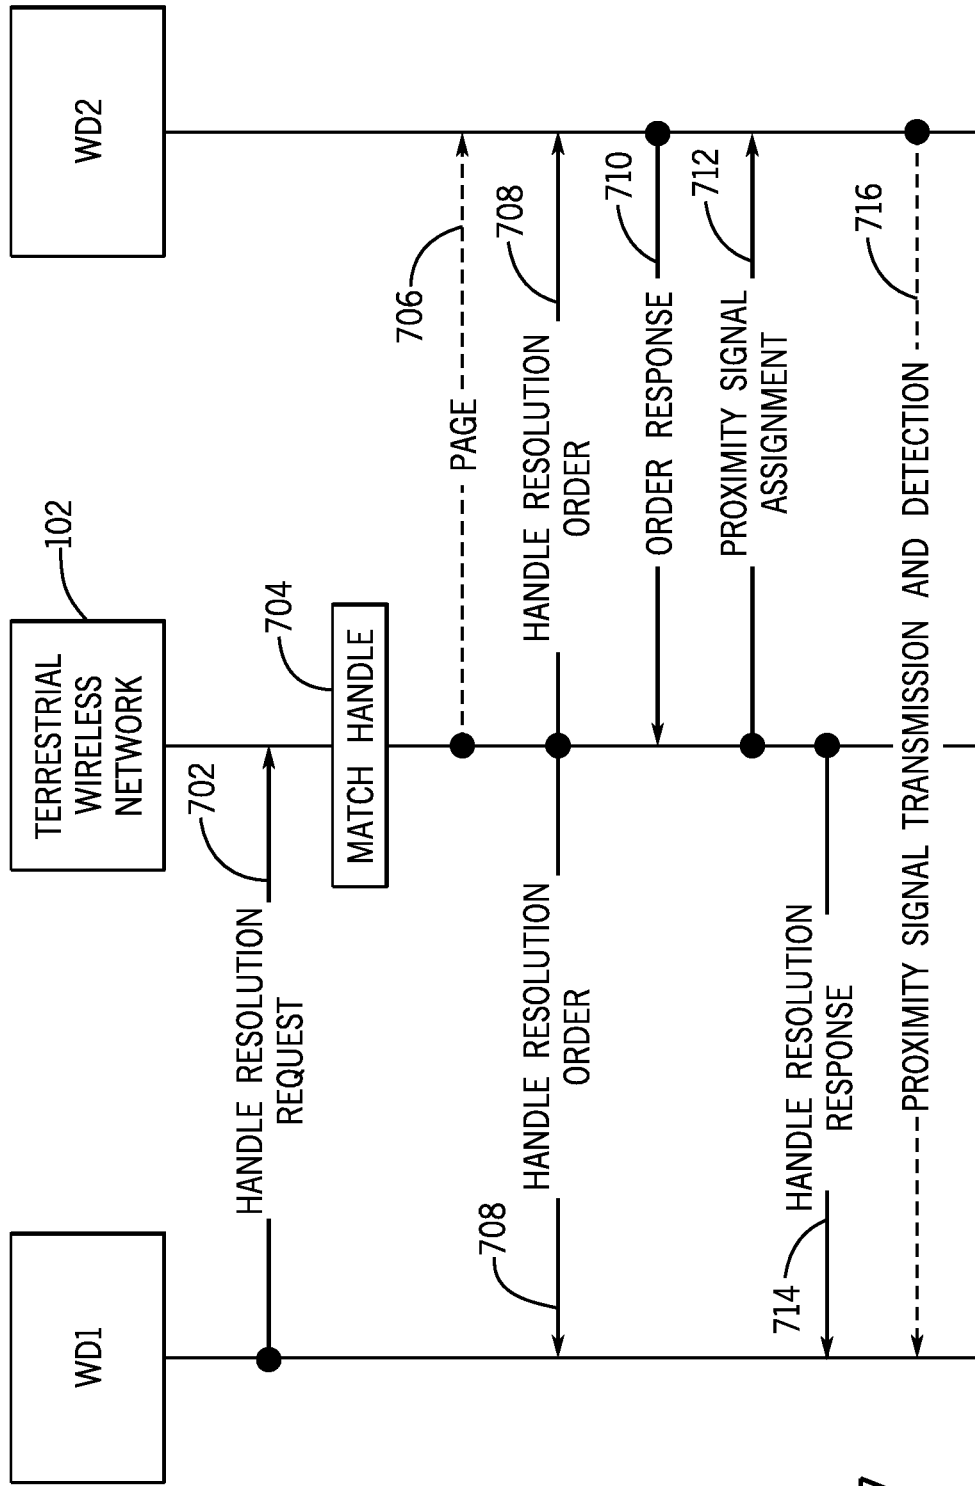 WD1
TERRESTRIAL
WIRELESS
NETWORK
102
WD2
HANDLE RESOLUTION
REQUEST
702
MATCH HANDLE
704
PAGE
706
HANDLE RESOLUTION
ORDER
708
HANDLE RESOLUTION
ORDER
708
ORDER RESPONSE
710
PROXIMITY SIGNAL
ASSIGNMENT
712
HANDLE RESOLUTION
RESPONSE
714
PROXIMITY SIGNAL TRANSMISSION AND DETECTION
716